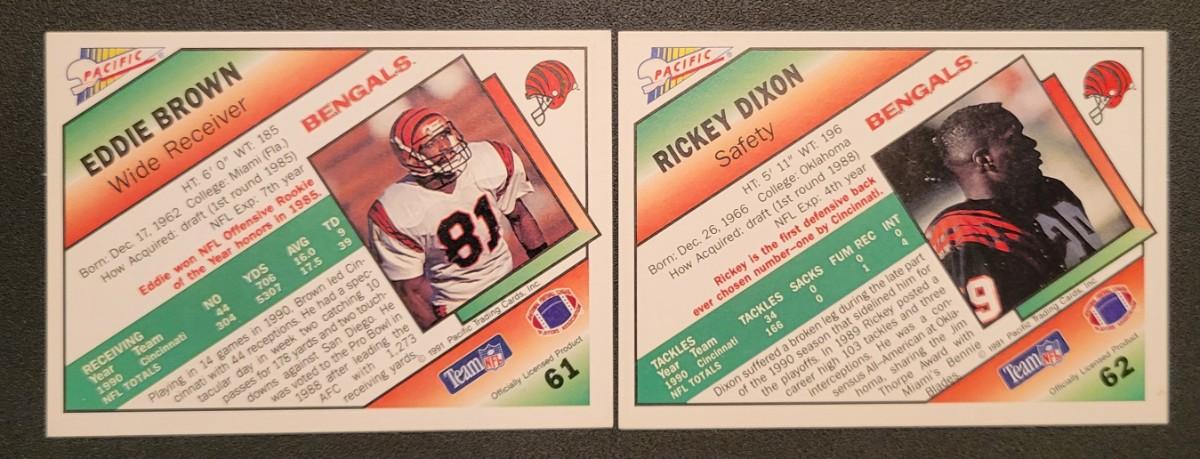 PACIFIC
EDDIE BROWN
Wide Receiver
BENGALS
HT: 6' 0" WT: 185
Born: Dec. 17, 1962 College: Miami (Fla.)
How Acquired: draft (1st round 1985)
NFL Exp: 7th year
Eddie won NFL Offensive Rookie
of the Year honors in 1985.
RECEIVING
Year Team NO YDS AVG TD
1990 Cincinnati 44 706 16.0 9
NFL TOTALS 304 5307 17.5 39
Playing in 14 games in 1990, Brown led Cin-
cinnati with 44 receptions. He had a spec-
tacular day in week two catching 10
passes for 178 yards and two touch-
downs against San Diego. He
was voted to the Pro Bowl in
1988 after leading the
AFC with 1,273
receiving yards.
81
© 1991 Pacific Trading Cards, Inc.
Team NFL
Officially Licensed Product
61
PACIFIC
RICKEY DIXON
Safety
BENGALS
HT: 5' 11" WT: 196
Born: Dec. 26, 1966 College: Oklahoma
How Acquired: draft (1st round 1988)
NFL Exp: 4th year
Rickey is the first defensive back
ever chosen number-one by Cincinnati.
TACKLES
Year Team TACKLES SACKS FUM REC INT
1990 Cincinnati 34 0 0 0
NFL TOTALS 166 0 1 4
Dixon suffered a broken leg during the late part
of the 1990 season that sidelined him for
the playoffs. In 1989 Rickey posted a
career high 103 tackles and three
interceptions. He was a con-
sensus All-American at Okla-
homa, sharing the Jim
Thorpe Award with
Miami's Bennie
Blades.
9
© 1991 Pacific Trading Cards, Inc.
Team NFL
Officially Licensed Product
62